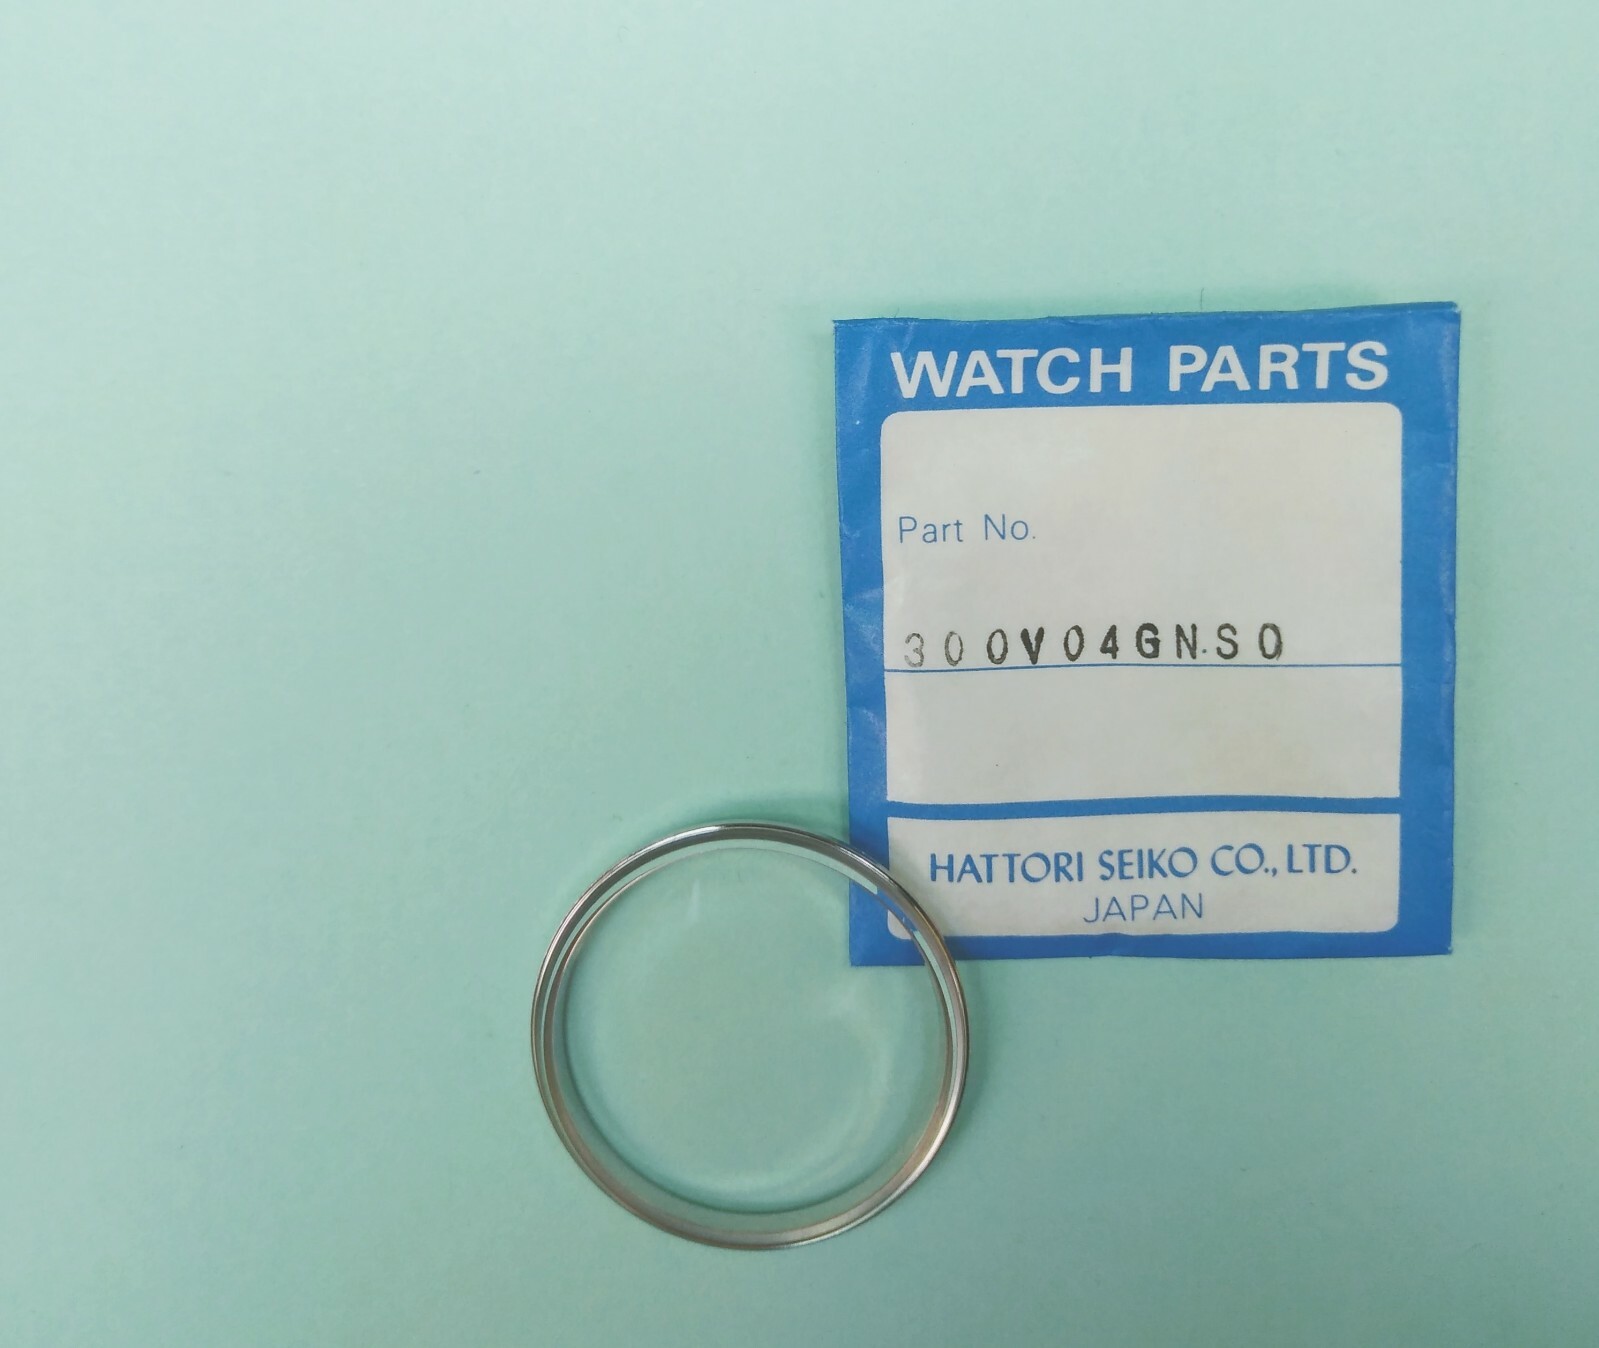 WATCH PARTS
Part No.
300V04GN.S0
HATTORI SEIKO CO., LTD.
JAPAN